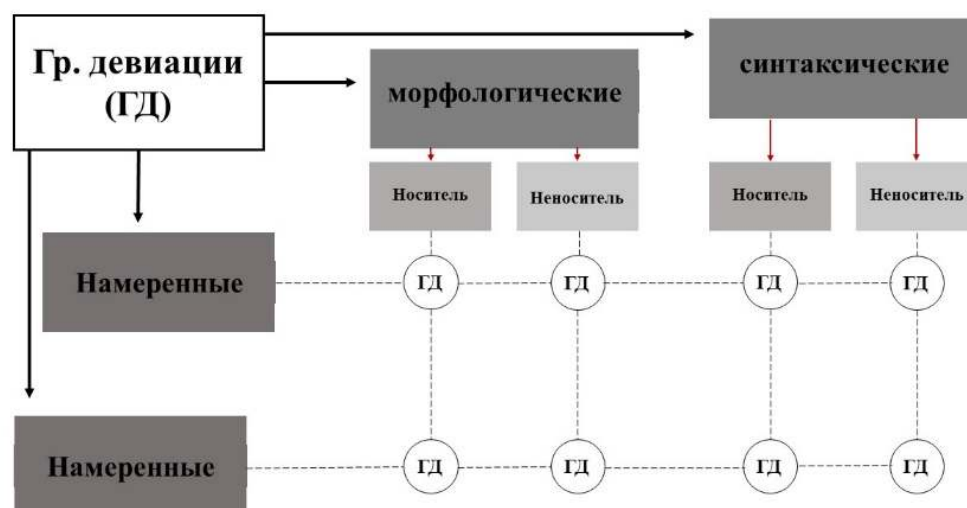 Гр. девиации
(ГД)
морфологические
синтаксические
Носитель
Неноситель
Носитель
Неноситель
Намеренные
ГД
ГД
ГД
ГД
Намеренные
ГД
ГД
ГД
ГД